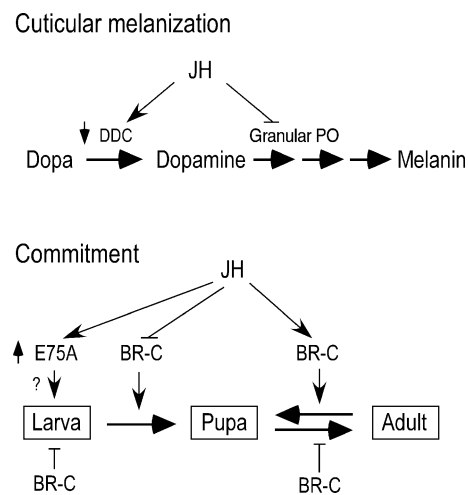 Cuticular melanization
JH
DDC
Granular PO
Dopa
Dopamine
Melanin
Commitment
JH
E75A
BR-C
BR-C
?
Larva
Pupa
Adult
BR-C
BR-C